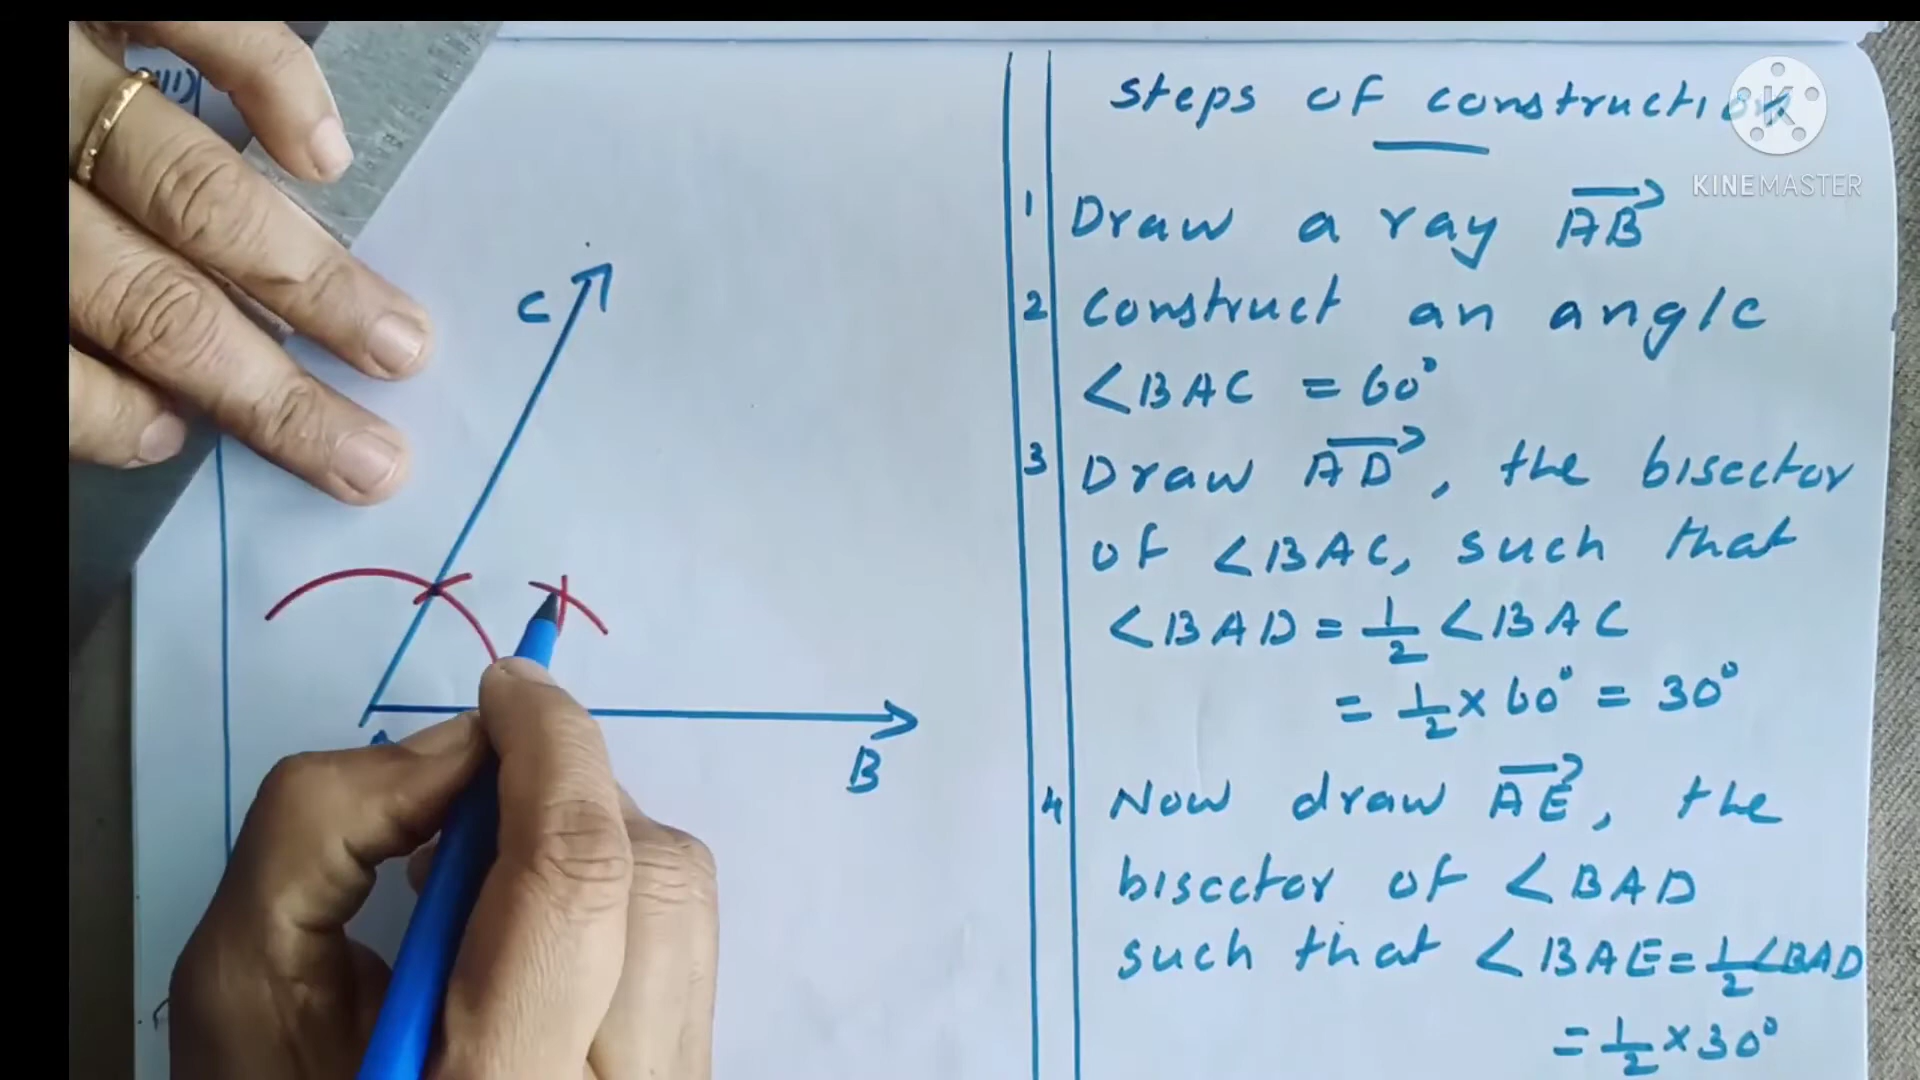 steps of construction
KINEMASTER
1 Draw a ray AB
2 Construct an angle
∠BAC = 60°
3 Draw AD, the bisector
of ∠BAC, such that
∠BAD = 1/2 ∠BAC
= 1/2 × 60° = 30°
4 Now draw AE, the
bisector of ∠BAD
such that ∠BAE = 1/2 ∠BAD
= 1/2 × 30°
C
B